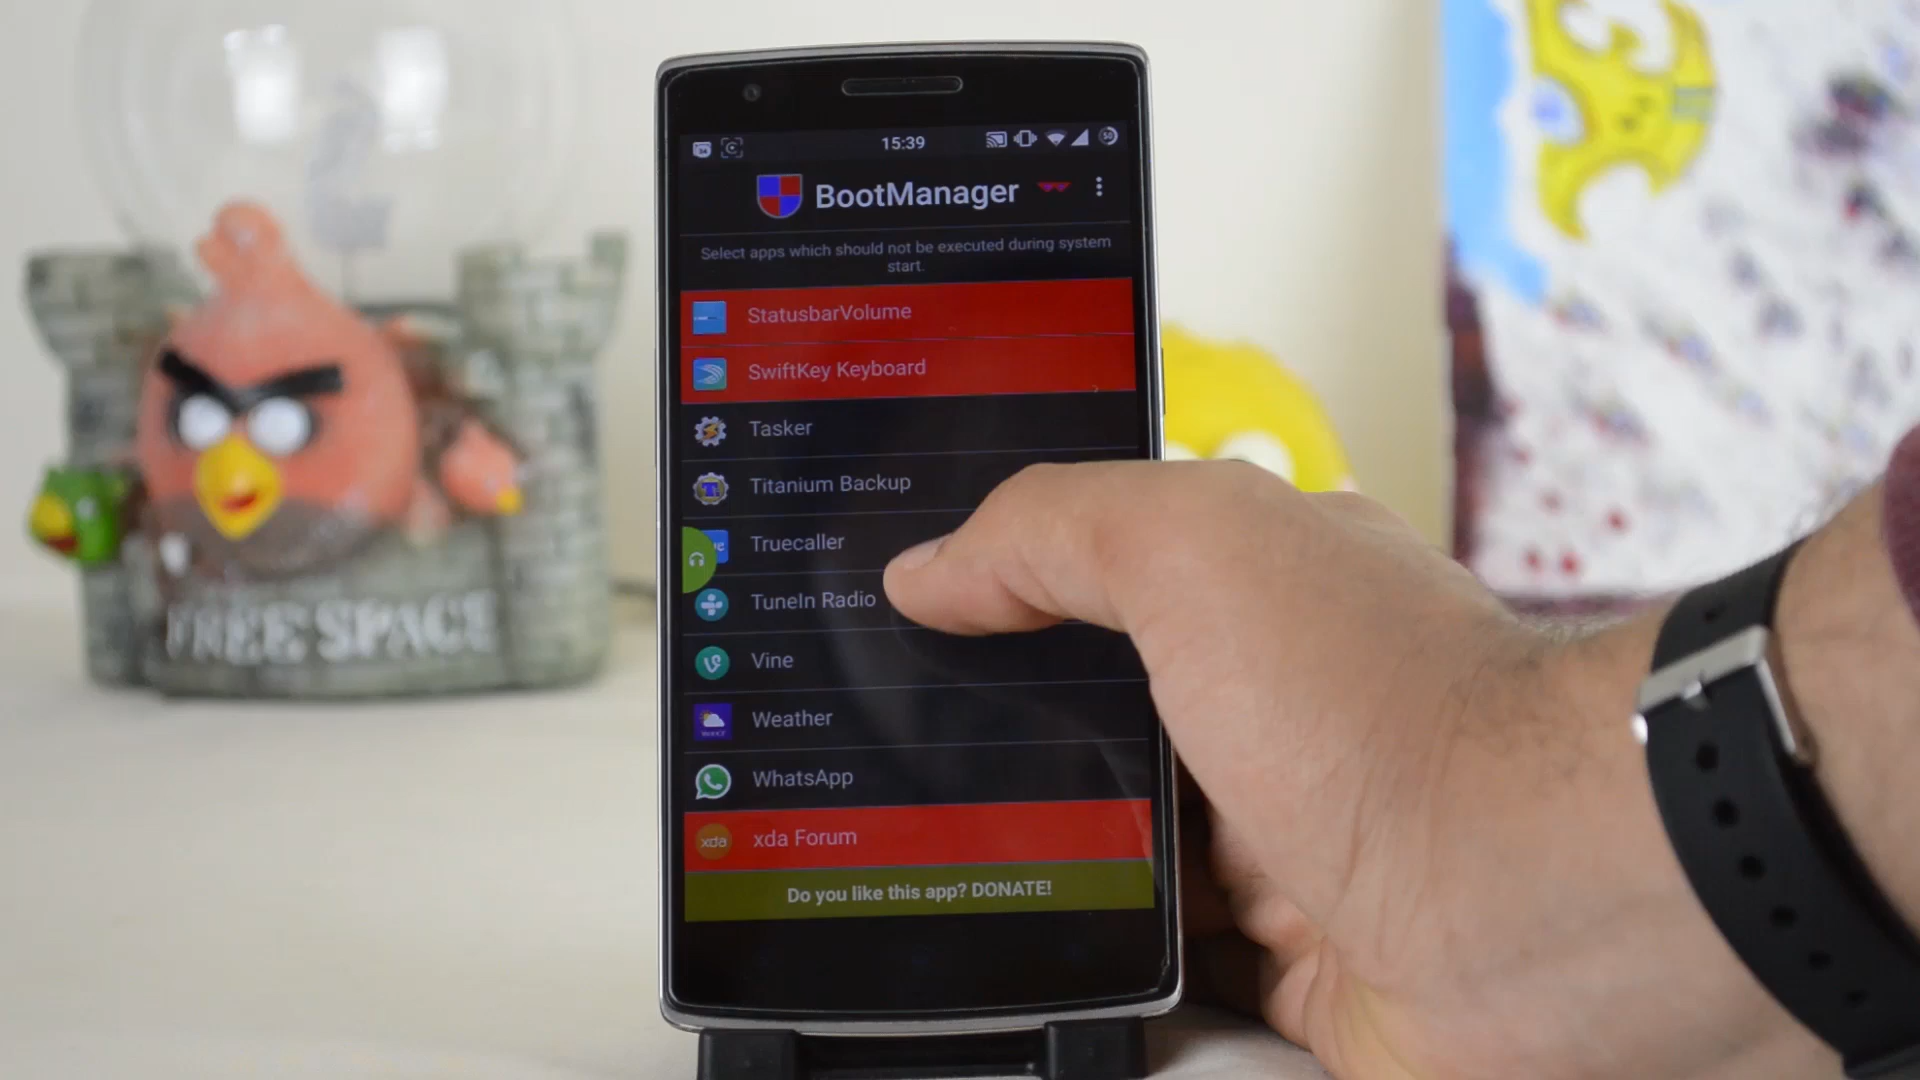 15:39
50
BootManager
Select apps which should not be executed during system
start.
StatusbarVolume
SwiftKey Keyboard
Tasker
Titanium Backup
Truecaller
TuneIn Radio
Vine
Weather
WhatsApp
xda
xda Forum
Do you like this app? DONATE!
FREE SPACE